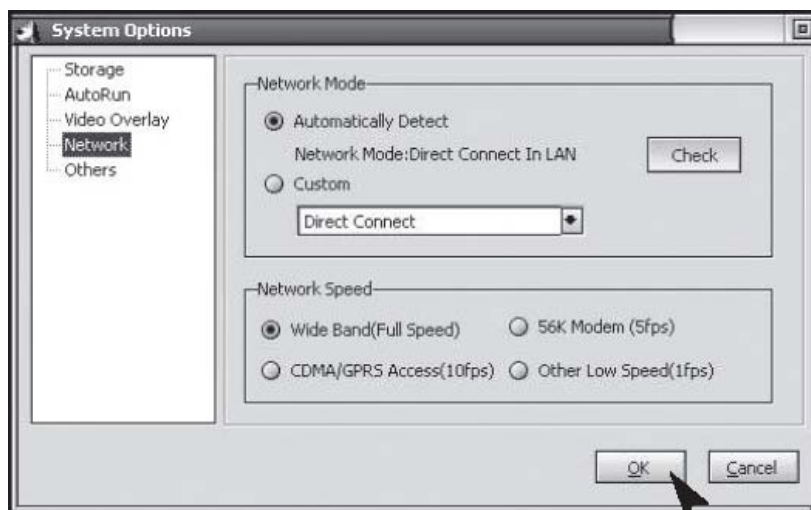 System Options
Storage
AutoRun
Video Overlay
Network
Others
Network Mode
Automatically Detect
Network Mode:Direct Connect In LAN
Check
Custom
Direct Connect
Network Speed
Wide Band(Full Speed)
56K Modem (5fps)
CDMA/GPRS Access(10fps)
Other Low Speed(1fps)
OK
Cancel